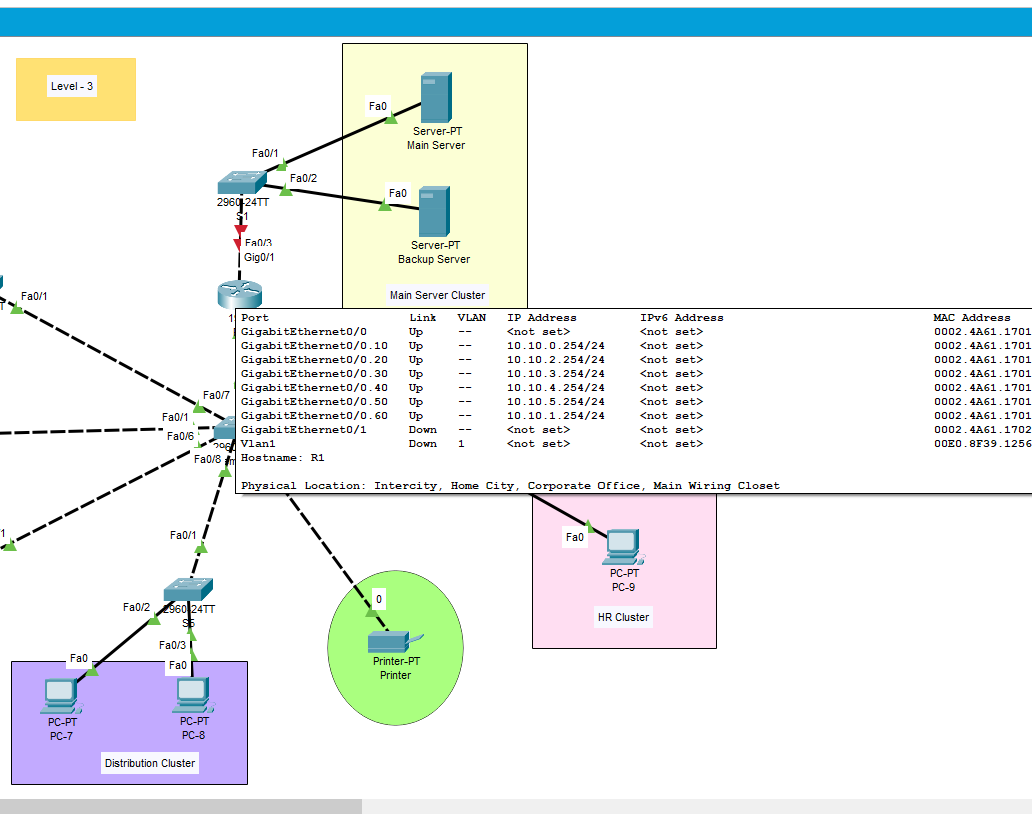 Level - 3
Fa0
Server-PT
Main Server
Fa0/1
Fa0/2
Fa0
2960-24TT
S1
Server-PT
Backup Server
Fa0/3
Gig0/1
Main Server Cluster
Fa0/1
Port Link VLAN IP Address IPv6 Address MAC Address
GigabitEthernet0/0 Up -- <not set> <not set> 0002.4A61.1701
GigabitEthernet0/0.10 Up -- 10.10.0.254/24 <not set> 0002.4A61.1701
GigabitEthernet0/0.20 Up -- 10.10.2.254/24 <not set> 0002.4A61.1701
GigabitEthernet0/0.30 Up -- 10.10.3.254/24 <not set> 0002.4A61.1701
GigabitEthernet0/0.40 Up -- 10.10.4.254/24 <not set> 0002.4A61.1701
GigabitEthernet0/0.50 Up -- 10.10.5.254/24 <not set> 0002.4A61.1701
GigabitEthernet0/0.60 Up -- 10.10.1.254/24 <not set> 0002.4A61.1701
GigabitEthernet0/1 Down -- <not set> <not set> 0002.4A61.1702
Vlan1 Down 1 <not set> <not set> 00E0.8F39.1256
Hostname: R1
Physical Location: Intercity, Home City, Corporate Office, Main Wiring Closet
Fa0/7
Fa0/1
Fa0/6
Fa0/8
Fa0/1
Fa0
PC-PT
PC-9
HR Cluster
2960-24TT
S5
Fa0/2
Fa0/3
0
Printer-PT
Printer
Fa0
Fa0
PC-PT
PC-7
PC-PT
PC-8
Distribution Cluster